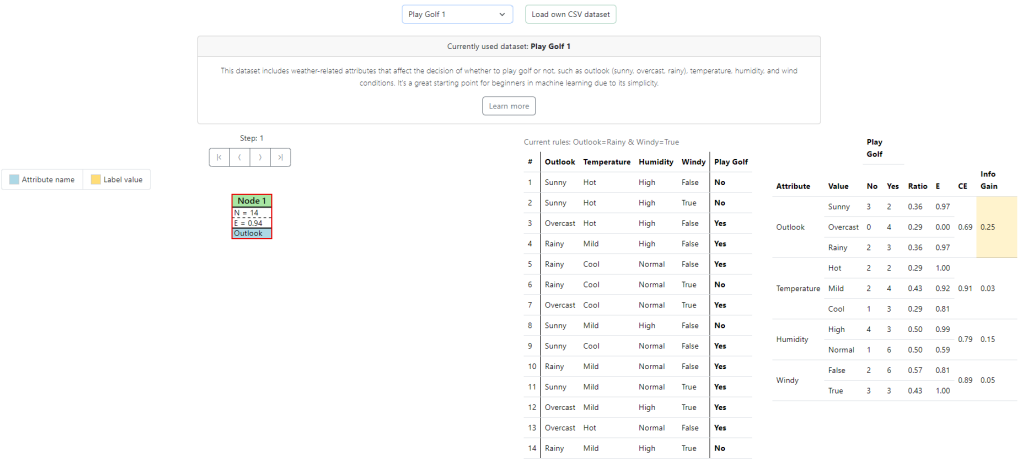 Play Golf 1
Load own CSV dataset
Currently used dataset: Play Golf 1
This dataset includes weather-related attributes that affect the decision of whether to play golf or not, such as outlook (sunny, overcast, rainy), temperature, humidity, and wind
conditions. It's a great starting point for beginners in machine learning due to its simplicity.
Learn more
Step: 1
Attribute name
Label value
Node 1
N = 14
E = 0.94
Outlook
Current rules: Outlook=Rainy & Windy=True
# Outlook Temperature Humidity Windy Play Golf
1 Sunny Hot High False No
2 Sunny Hot High True No
3 Overcast Hot High False Yes
4 Rainy Mild High False Yes
5 Rainy Cool Normal False Yes
6 Rainy Cool Normal True No
7 Overcast Cool Normal True Yes
8 Sunny Mild High False No
9 Sunny Cool Normal False Yes
10 Rainy Mild Normal False Yes
11 Sunny Mild Normal True Yes
12 Overcast Mild High True Yes
13 Overcast Hot Normal False Yes
14 Rainy Mild High True No
Play
Golf
Attribute Value No Yes Ratio E CE Info
Gain
Sunny 3 2 0.36 0.97
Outlook Overcast 0 4 0.29 0.00 0.69 0.25
Rainy 2 3 0.36 0.97
Hot 2 2 0.29 1.00
Temperature Mild 2 4 0.43 0.92 0.91 0.03
Cool 1 3 0.29 0.81
Humidity High 4 3 0.50 0.99 0.79 0.15
Normal 1 6 0.50 0.59
Windy False 2 6 0.57 0.81 0.89 0.05
True 3 3 0.43 1.00